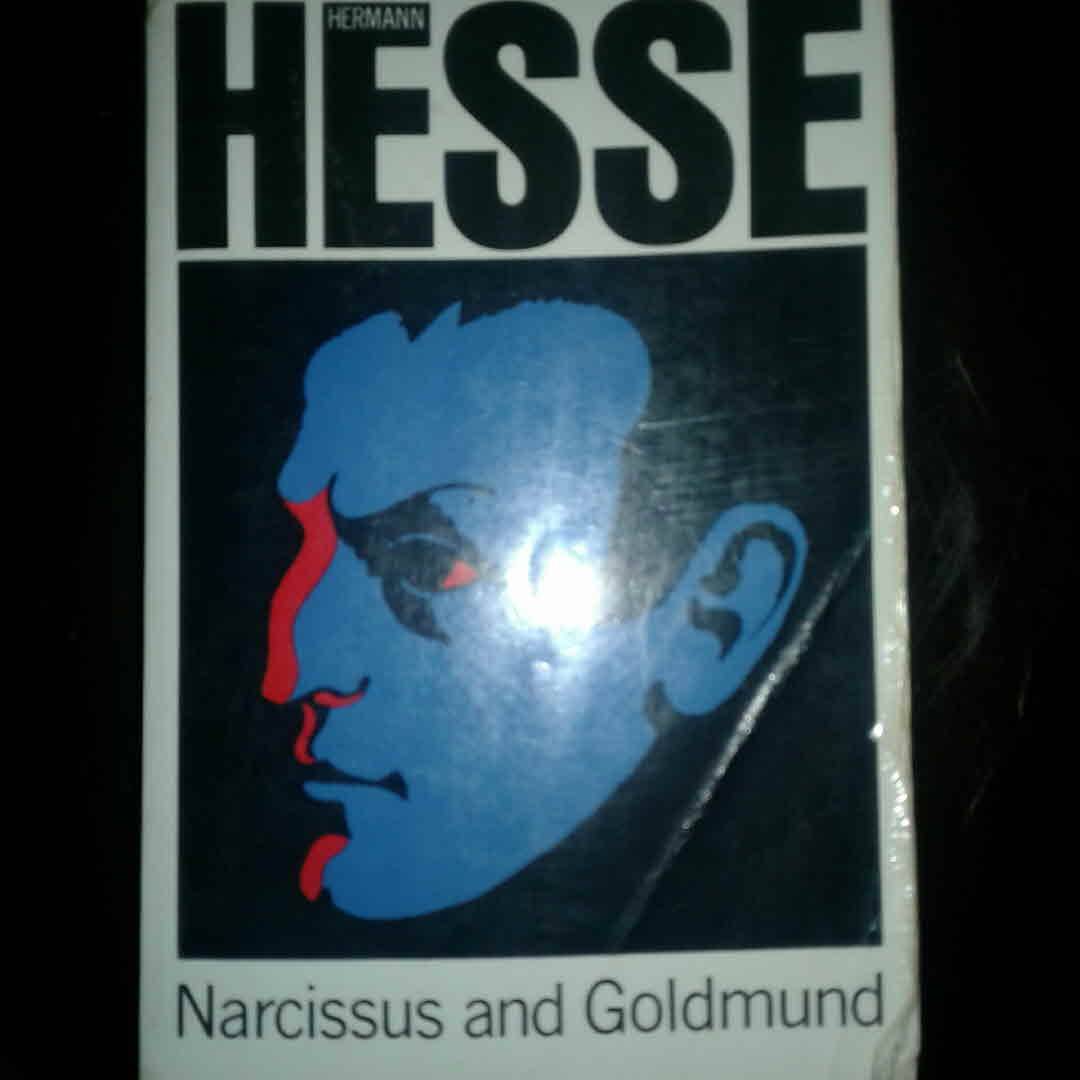 HERMANN
HESSE
Narcissus and Goldmund